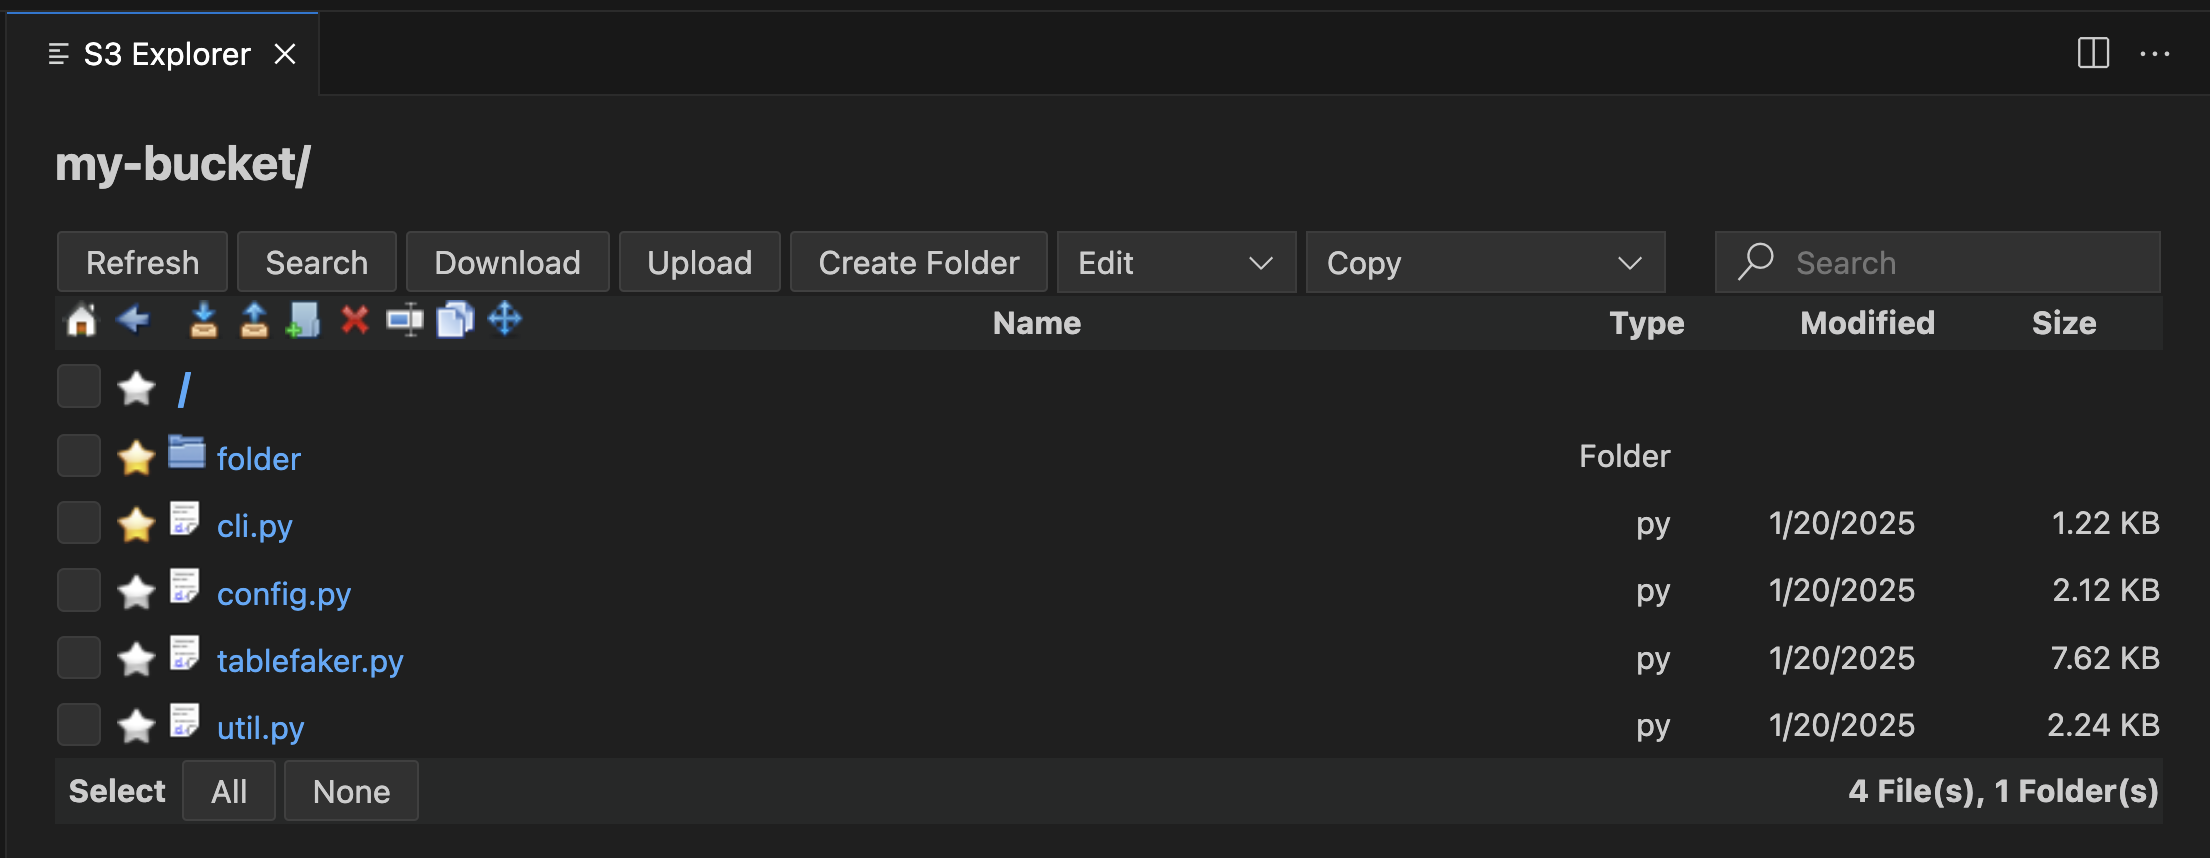 S3 Explorer
my-bucket/
Refresh Search Download Upload Create Folder Edit Copy Search
Name Type Modified Size
/
folder Folder
cli.py py 1/20/2025 1.22 KB
config.py py 1/20/2025 2.12 KB
tablefaker.py py 1/20/2025 7.62 KB
util.py py 1/20/2025 2.24 KB
Select All None 4 File(s), 1 Folder(s)